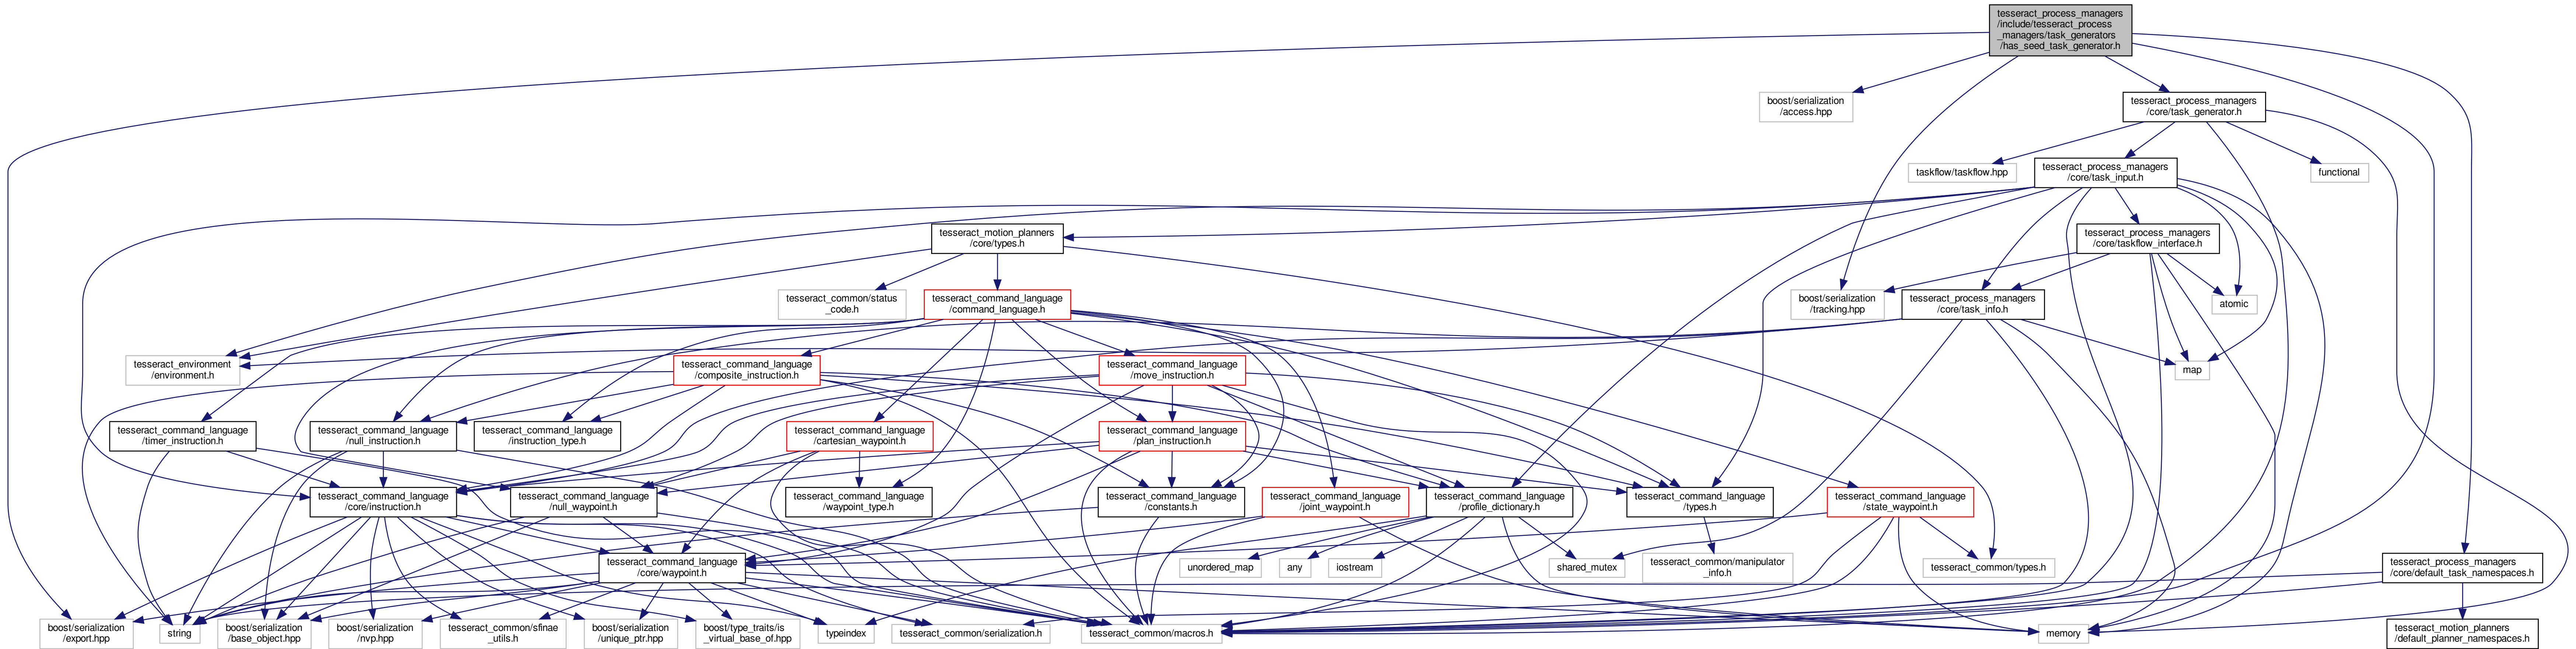 tesseract_process_managers
/include/tesseract_process
_managers/task_generators
/has_seed_task_generator.h
boost/serialization
/access.hpp
tesseract_process_managers
/core/task_generator.h
taskflow/taskflow.hpp
tesseract_process_managers
/core/task_input.h
functional
tesseract_motion_planners
/core/types.h
tesseract_process_managers
/core/taskflow_interface.h
tesseract_common/status
_code.h
tesseract_command_language
/command_language.h
boost/serialization
/tracking.hpp
tesseract_process_managers
/core/task_info.h
atomic
tesseract_environment
/environment.h
tesseract_command_language
/composite_instruction.h
tesseract_command_language
/move_instruction.h
map
tesseract_command_language
/timer_instruction.h
tesseract_command_language
/null_instruction.h
tesseract_command_language
/instruction_type.h
tesseract_command_language
/cartesian_waypoint.h
tesseract_command_language
/plan_instruction.h
tesseract_command_language
/core/instruction.h
tesseract_command_language
/null_waypoint.h
tesseract_command_language
/waypoint_type.h
tesseract_command_language
/constants.h
tesseract_command_language
/joint_waypoint.h
tesseract_command_language
/profile_dictionary.h
tesseract_command_language
/types.h
tesseract_command_language
/state_waypoint.h
tesseract_command_language
/core/waypoint.h
unordered_map
any
iostream
shared_mutex
tesseract_common/manipulator
_info.h
tesseract_common/types.h
tesseract_process_managers
/core/default_task_namespaces.h
boost/serialization
/export.hpp
string
boost/serialization
/base_object.hpp
boost/serialization
/nvp.hpp
tesseract_common/sfinae
_utils.h
boost/serialization
/unique_ptr.hpp
boost/type_traits/is
_virtual_base_of.hpp
typeindex
tesseract_common/serialization.h
tesseract_common/macros.h
memory
tesseract_motion_planners
/default_planner_namespaces.h